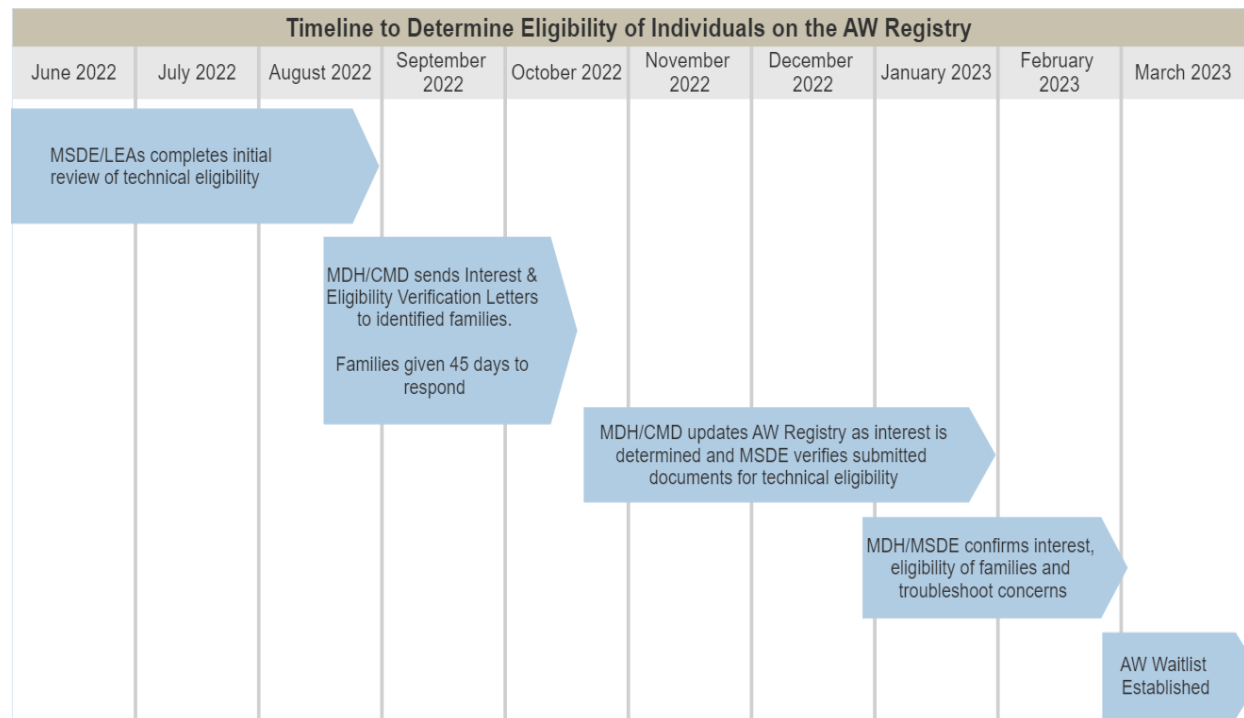 Timeline to Determine Eligibility of Individuals on the AW Registry
June 2022
July 2022
August 2022
September
2022
October 2022
November
2022
December
2022
January 2023
February
2023
March 2023
MSDE/LEAs completes initial
review of technical eligibility
MDH/CMD sends Interest &
Eligibility Verification Letters
to identified families.
Families given 45 days to
respond
MDH/CMD updates AW Registry as interest is
determined and MSDE verifies submitted
documents for technical eligibility
MDH/MSDE confirms interest,
eligibility of families and
troubleshoot concerns
AW Waitlist
Established